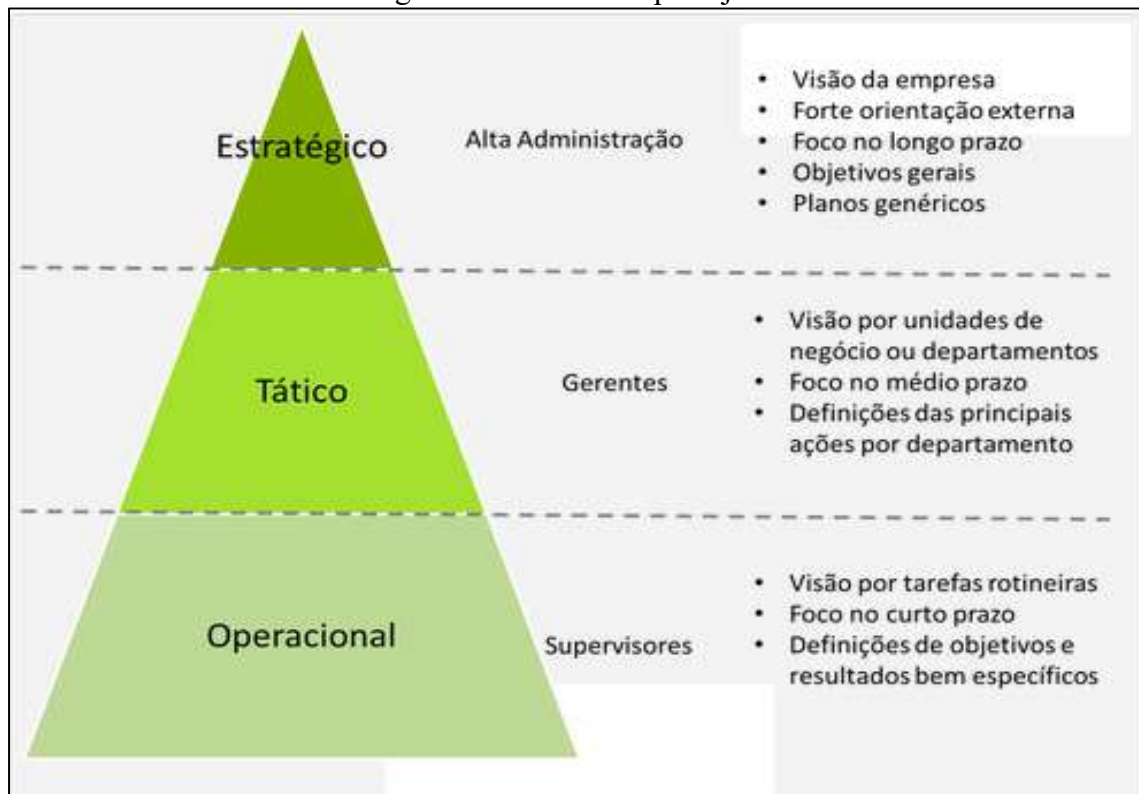 Estratégico
Alta Administração
• Visão da empresa
• Forte orientação externa
• Foco no longo prazo
• Objetivos gerais
• Planos genéricos
Tático
Gerentes
• Visão por unidades de
negócio ou departamentos
• Foco no médio prazo
• Definições das principais
ações por departamento
Operacional
Supervisores
• Visão por tarefas rotineiras
• Foco no curto prazo
• Definições de objetivos e
resultados bem específicos